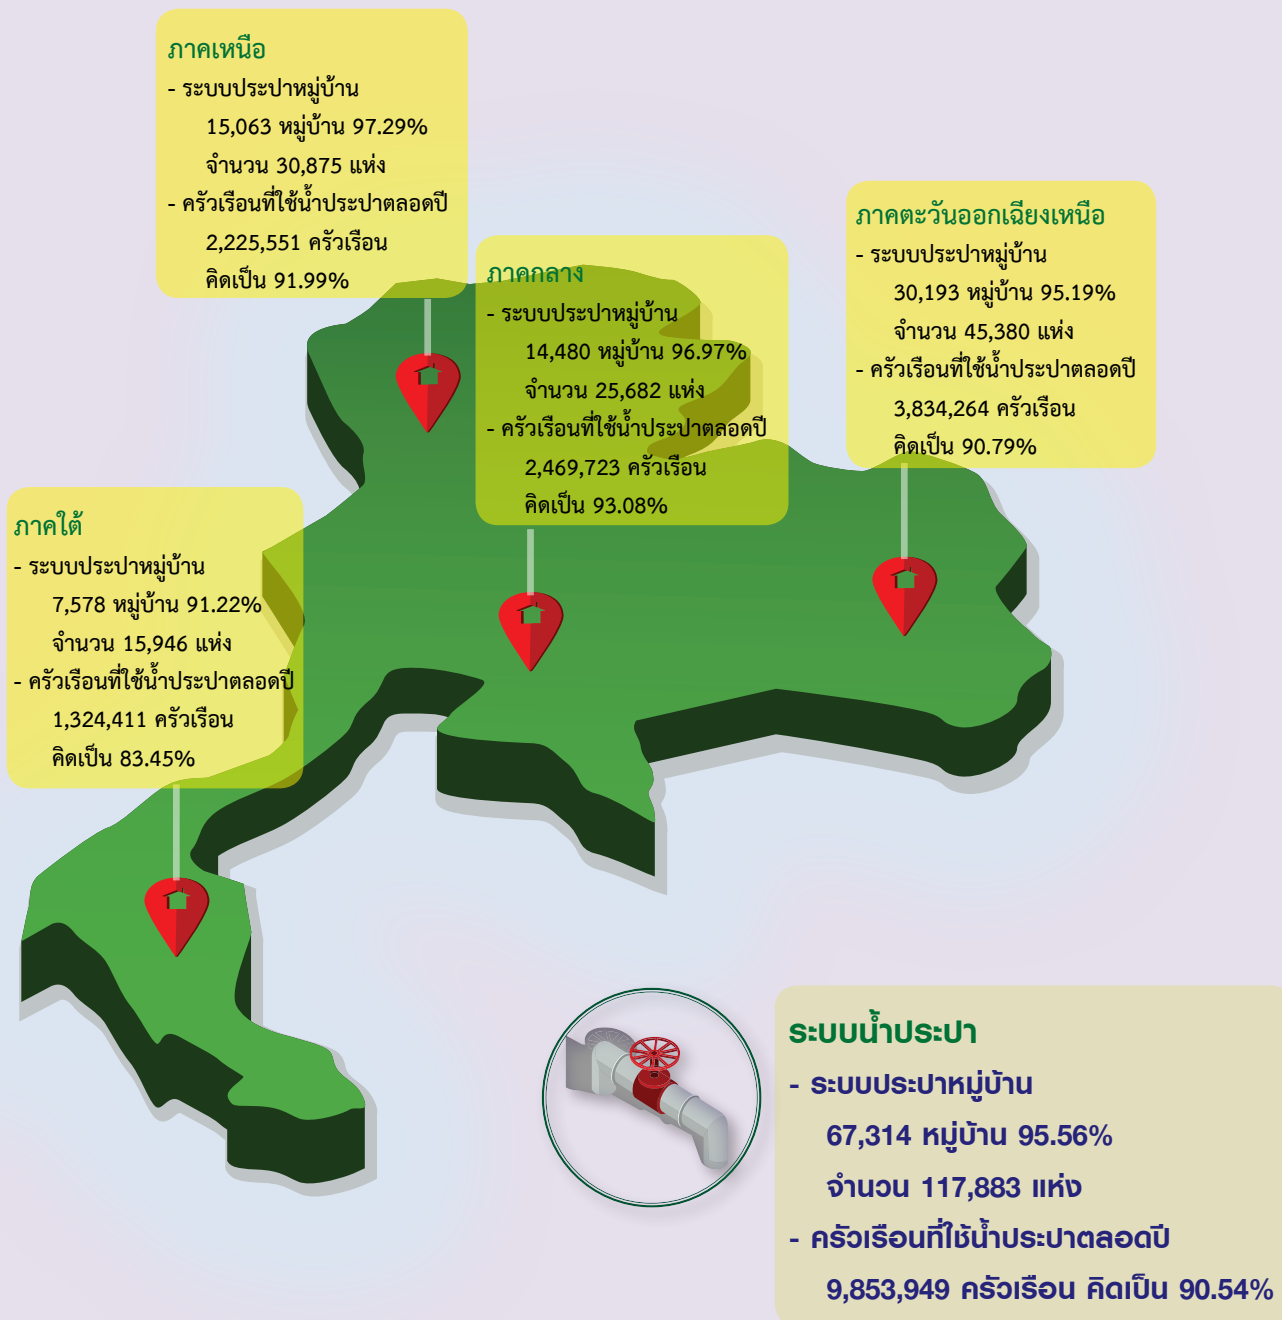 ภาคเหนือ
- ระบบประปาหมู่บ้าน
15,063 หมู่บ้าน 97.29%
จำนวน 30,875 แห่ง
- ครัวเรือนที่ใช้น้ำประปาตลอดปี
2,225,551 ครัวเรือน
คิดเป็น 91.99%
ภาคกลาง
- ระบบประปาหมู่บ้าน
14,480 หมู่บ้าน 96.97%
จำนวน 25,682 แห่ง
- ครัวเรือนที่ใช้น้ำประปาตลอดปี
2,469,723 ครัวเรือน
คิดเป็น 93.08%
ภาคตะวันออกเฉียงเหนือ
- ระบบประปาหมู่บ้าน
30,193 หมู่บ้าน 95.19%
จำนวน 45,380 แห่ง
- ครัวเรือนที่ใช้น้ำประปาตลอดปี
3,834,264 ครัวเรือน
คิดเป็น 90.79%
ภาคใต้
- ระบบประปาหมู่บ้าน
7,578 หมู่บ้าน 91.22%
จำนวน 15,946 แห่ง
- ครัวเรือนที่ใช้น้ำประปาตลอดปี
1,324,411 ครัวเรือน
คิดเป็น 83.45%
ระบบน้ำประปา
- ระบบประปาหมู่บ้าน
67,314 หมู่บ้าน 95.56%
จำนวน 117,883 แห่ง
- ครัวเรือนที่ใช้น้ำประปาตลอดปี
9,853,949 ครัวเรือน คิดเป็น 90.54%